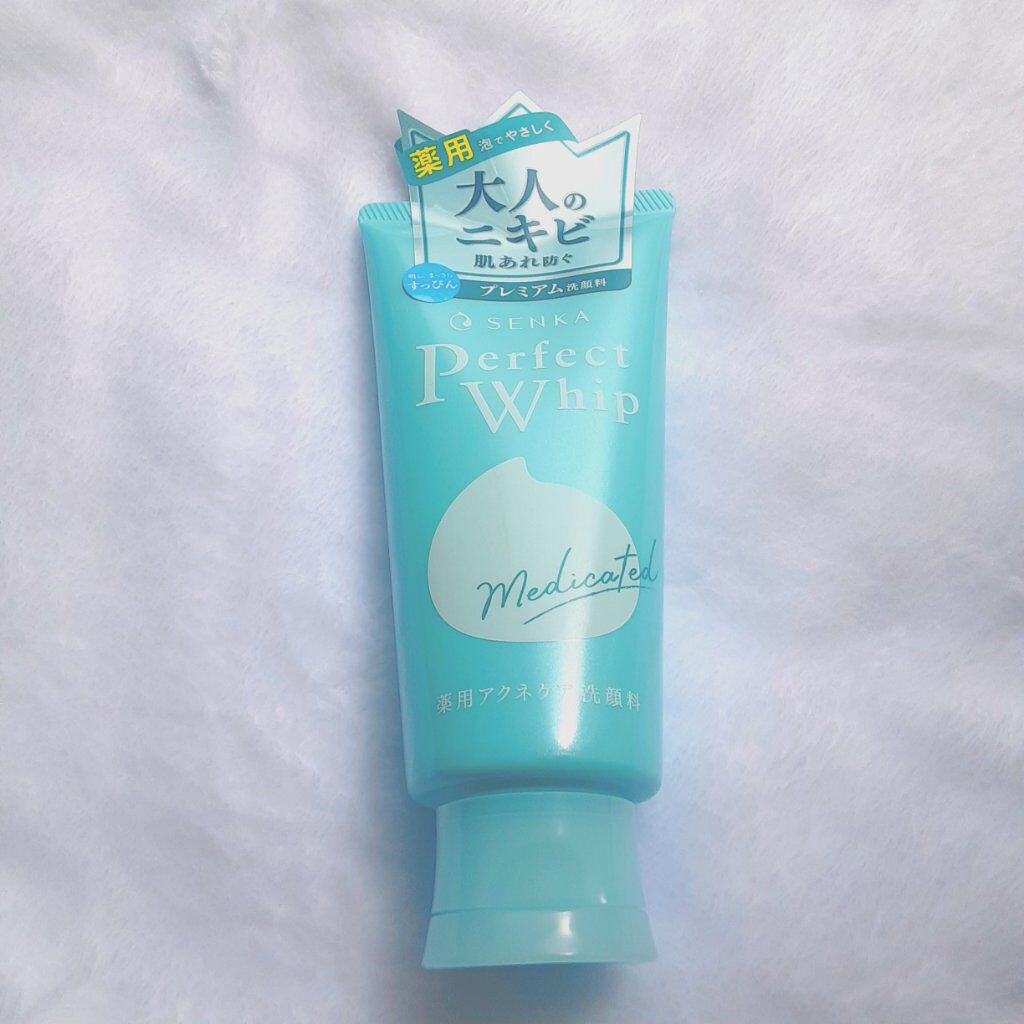 薬用 泡でやさしく
大人の
ニキビ
肌あれ防ぐ
すっぴん
プレミアム洗顔料
SENKA
Perfect
Whip
Medicated
薬用アクネケア洗顔料